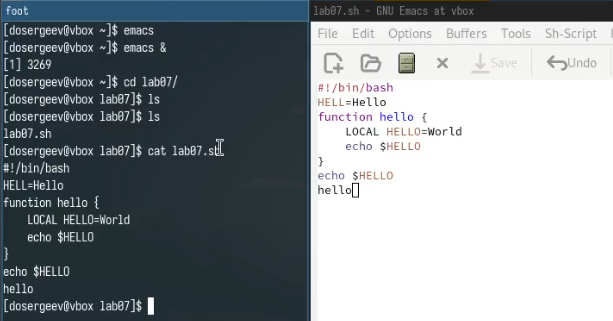 foot
[dosergeev@vbox ~]$ emacs
[dosergeev@vbox ~]$ emacs &
[1] 3269
[dosergeev@vbox ~]$ cd lab07/
[dosergeev@vbox lab07]$ ls
[dosergeev@vbox lab07]$ ls
lab07.sh
[dosergeev@vbox lab07]$ cat lab07.sh
#!/bin/bash
HELL=Hello
function hello {
    LOCAL HELLO=World
    echo $HELLO
}
echo $HELLO
hello
[dosergeev@vbox lab07]$
lab07.sh - GNU Emacs at vbox
File Edit Options Buffers Tools Sh-Script
Save Undo
#!/bin/bash
HELL=Hello
function hello {
    LOCAL HELLO=World
    echo $HELLO
}
echo $HELLO
hello